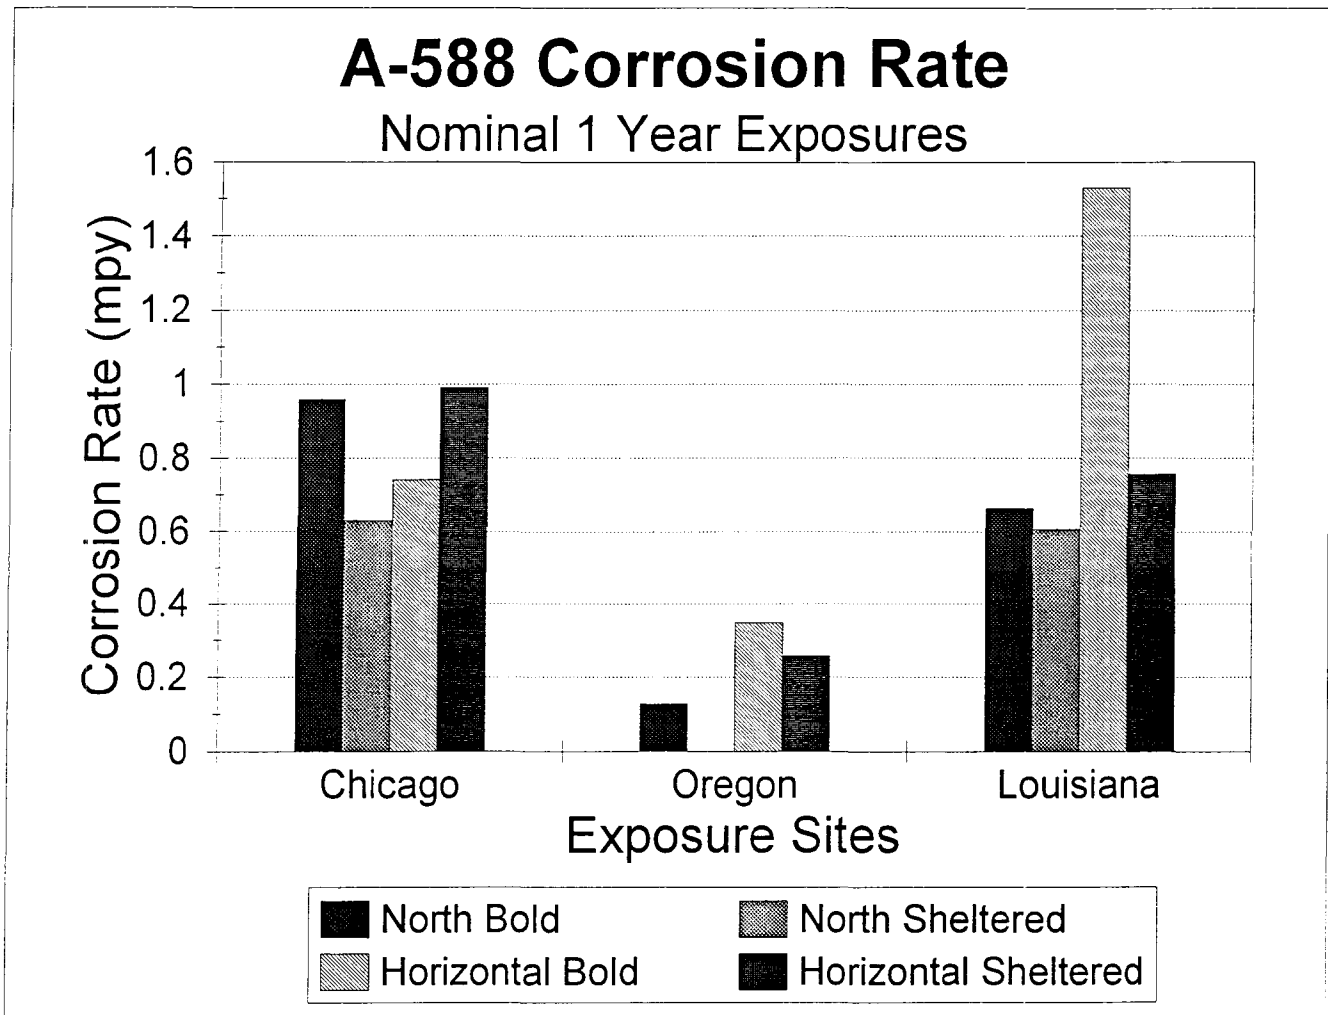 A-588 Corrosion Rate
Nominal 1 Year Exposures
1.6
1.4
1.2
1
0.8
0.6
0.4
0.2
0
Corrosion Rate (mpy)
Chicago
Oregon
Louisiana
Exposure Sites
North Bold
North Sheltered
Horizontal Bold
Horizontal Sheltered